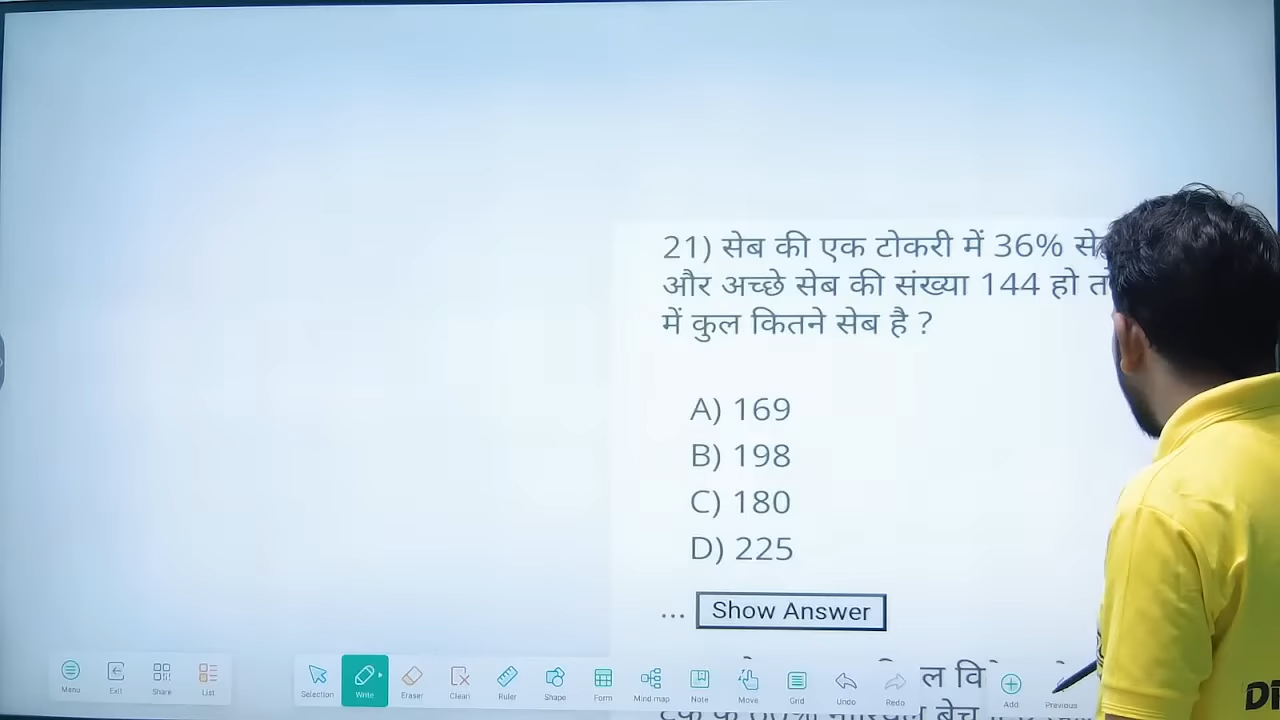 21) सेब की एक टोकरी में 36%
और अच्छे सेब की संख्या 144 हो
में कुल कितने सेब है ?
A) 169
B) 198
C) 180
D) 225
... Show Answer
Menu Exit Share List Selection Write Eraser Clean Ruler Shape Form Mind map Note Move Grid Undo Redo Add Previous